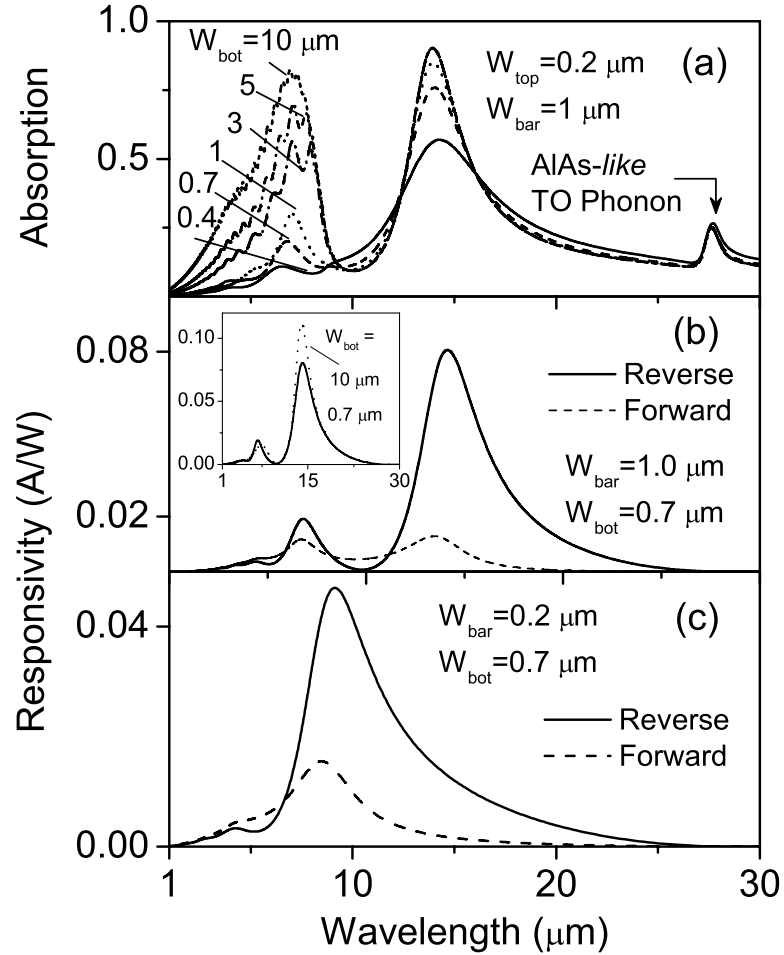 1.0
W_bot=10 μm
5
3
1
0.7
0.4
W_top=0.2 μm
W_bar=1 μm
(a)
AlAs-like
TO Phonon
0.5
Absorption
(b)
0.10
0.05
0.00
W_bot =
10 μm
0.7 μm
1
15
30
Reverse
Forward
W_bar=1.0 μm
W_bot=0.7 μm
0.08
0.02
Responsivity (A/W)
(c)
W_bar=0.2 μm
W_bot=0.7 μm
Reverse
Forward
0.04
0.00
1
10
20
30
Wavelength (μm)